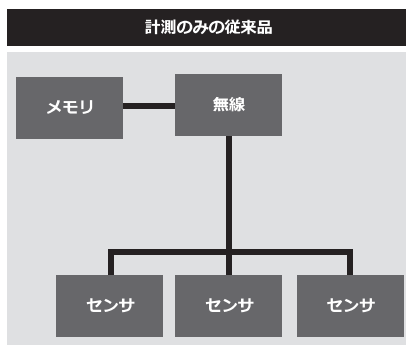 計測のみの従来品
メモリ
無線
センサ
センサ
センサ